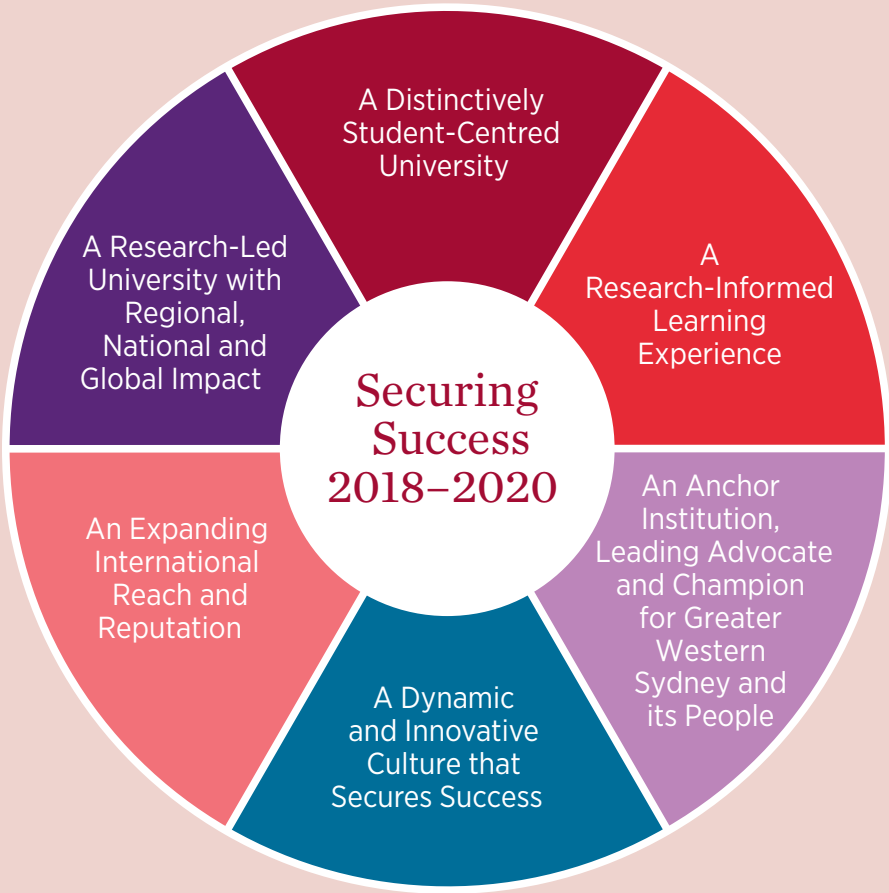 A Distinctively
Student-Centred
University
A
Research-Informed
Learning
Experience
An Anchor
Institution,
Leading Advocate
and Champion
for Greater
Western
Sydney and
its People
A Dynamic
and Innovative
Culture that
Secures Success
An Expanding
International
Reach and
Reputation
A Research-Led
University with
Regional,
National and
Global Impact
Securing
Success
2018–2020